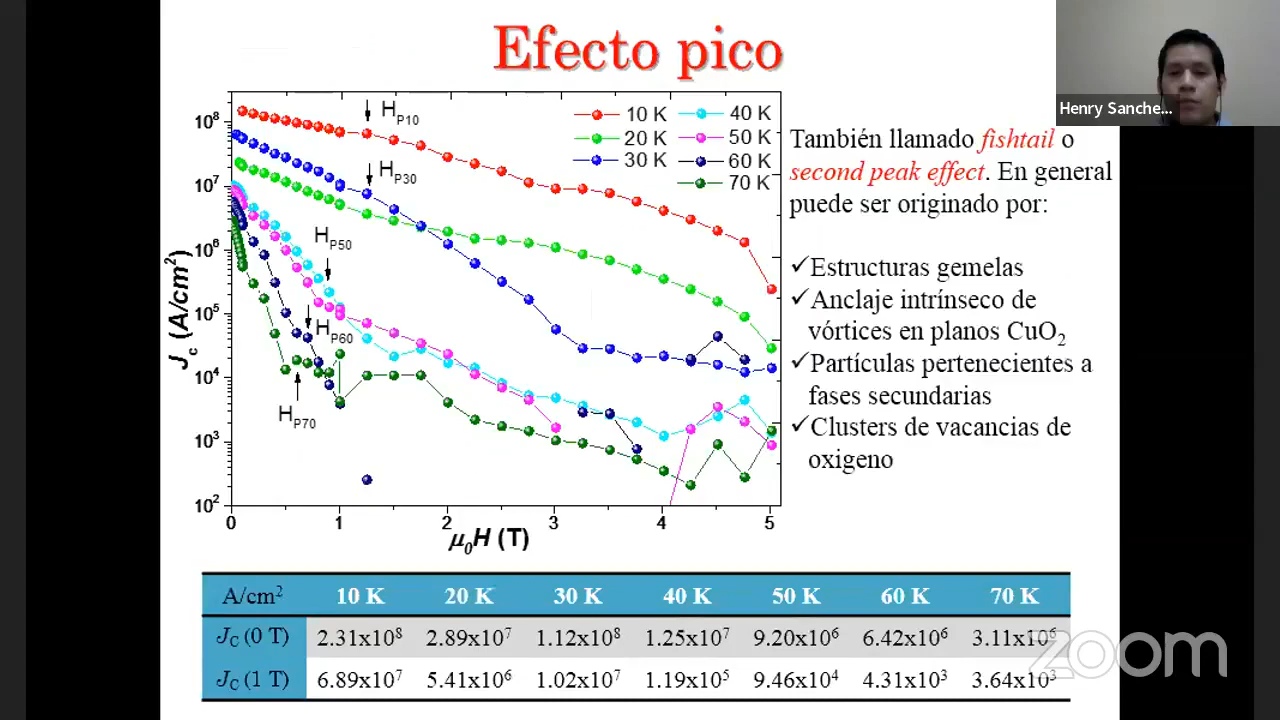 Efecto pico
Henry Sanche...
H_P10
H_P30
H_P50
H_P60
H_P70
10 K
20 K
30 K
40 K
50 K
60 K
70 K
10⁸
10⁷
10⁶
10⁵
10⁴
10³
10²
J_c (A/cm²)
0 1 2 3 4 5
μ₀H (T)
También llamado fishtail o
second peak effect. En general
puede ser originado por:
✓Estructuras gemelas
✓Anclaje intrínseco de
vórtices en planos CuO₂
✓Partículas pertenecientes a
fases secundarias
✓Clusters de vacancias de
oxigeno
A/cm² 10 K 20 K 30 K 40 K 50 K 60 K 70 K
J_C (0 T) 2.31x10⁸ 2.89x10⁷ 1.12x10⁸ 1.25x10⁷ 9.20x10⁶ 6.42x10⁶ 3.11x10⁶
J_C (1 T) 6.89x10⁷ 5.41x10⁶ 1.02x10⁷ 1.19x10⁵ 9.46x10⁴ 4.31x10³ 3.64x10³
zoom